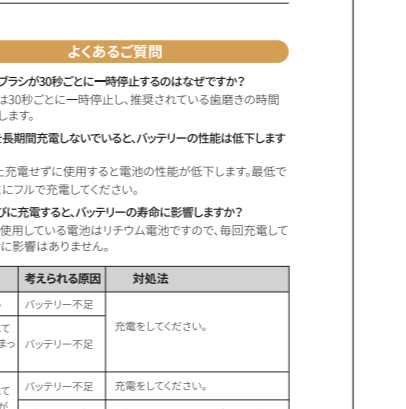 よくあるご質問
ブラシが30秒ごとに一時停止するのはなぜですか？
は30秒ごとに一時停止し、推奨されている歯磨きの時間
します。
長期間充電しないでいると、バッテリーの性能は低下します
上充電せずに使用すると電池の性能が低下します。最低で
にフルで充電してください。
びに充電すると、バッテリーの寿命に影響しますか？
使用している電池はリチウム電池ですので、毎回充電して
に影響はありません。
考えられる原因 対処法
バッテリー不足
充電をしてください。
て
まっ バッテリー不足
バッテリー不足 充電をしてください。
て
が